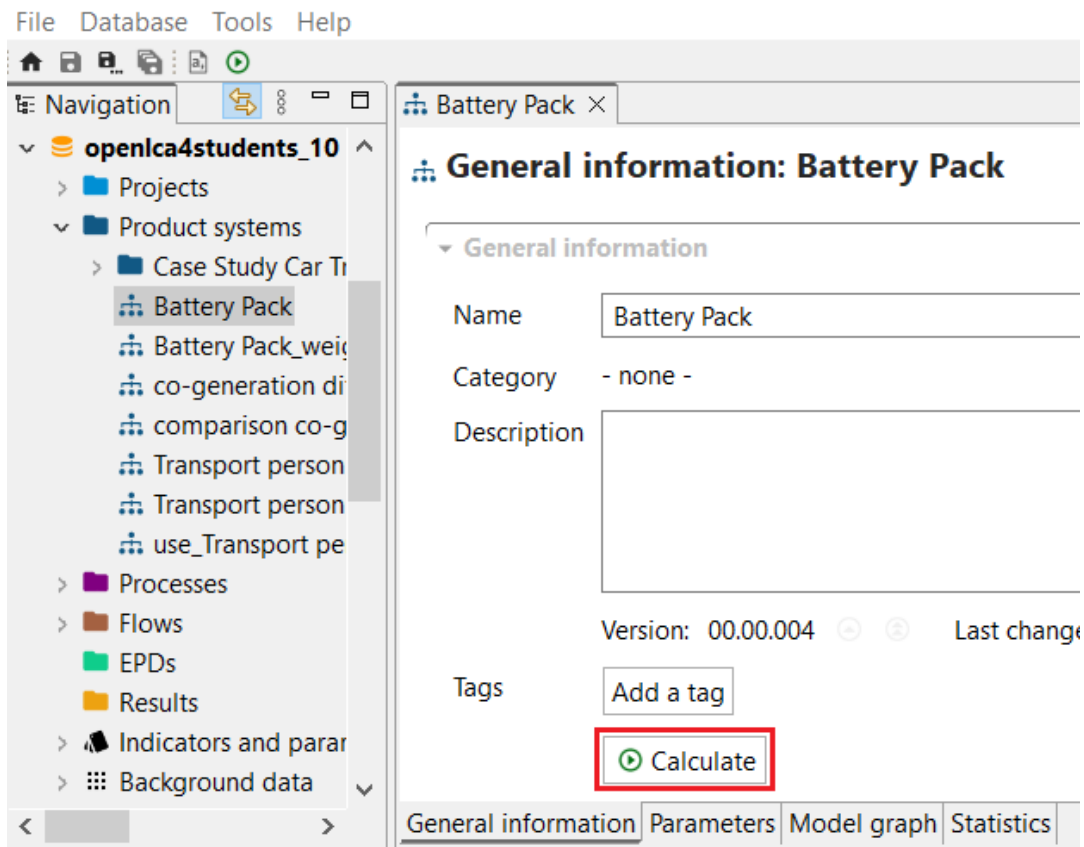 File Database Tools Help
Navigation
Battery Pack
openlca4students_10
Projects
Product systems
Case Study Car Tr
Battery Pack
Battery Pack_weig
co-generation di
comparison co-g
Transport person
Transport person
use_Transport pe
Processes
Flows
EPDs
Results
Indicators and parar
Background data
General information: Battery Pack
General information
Name Battery Pack
Category - none -
Description
Version: 00.00.004 Last change
Tags Add a tag
Calculate
General information Parameters Model graph Statistics